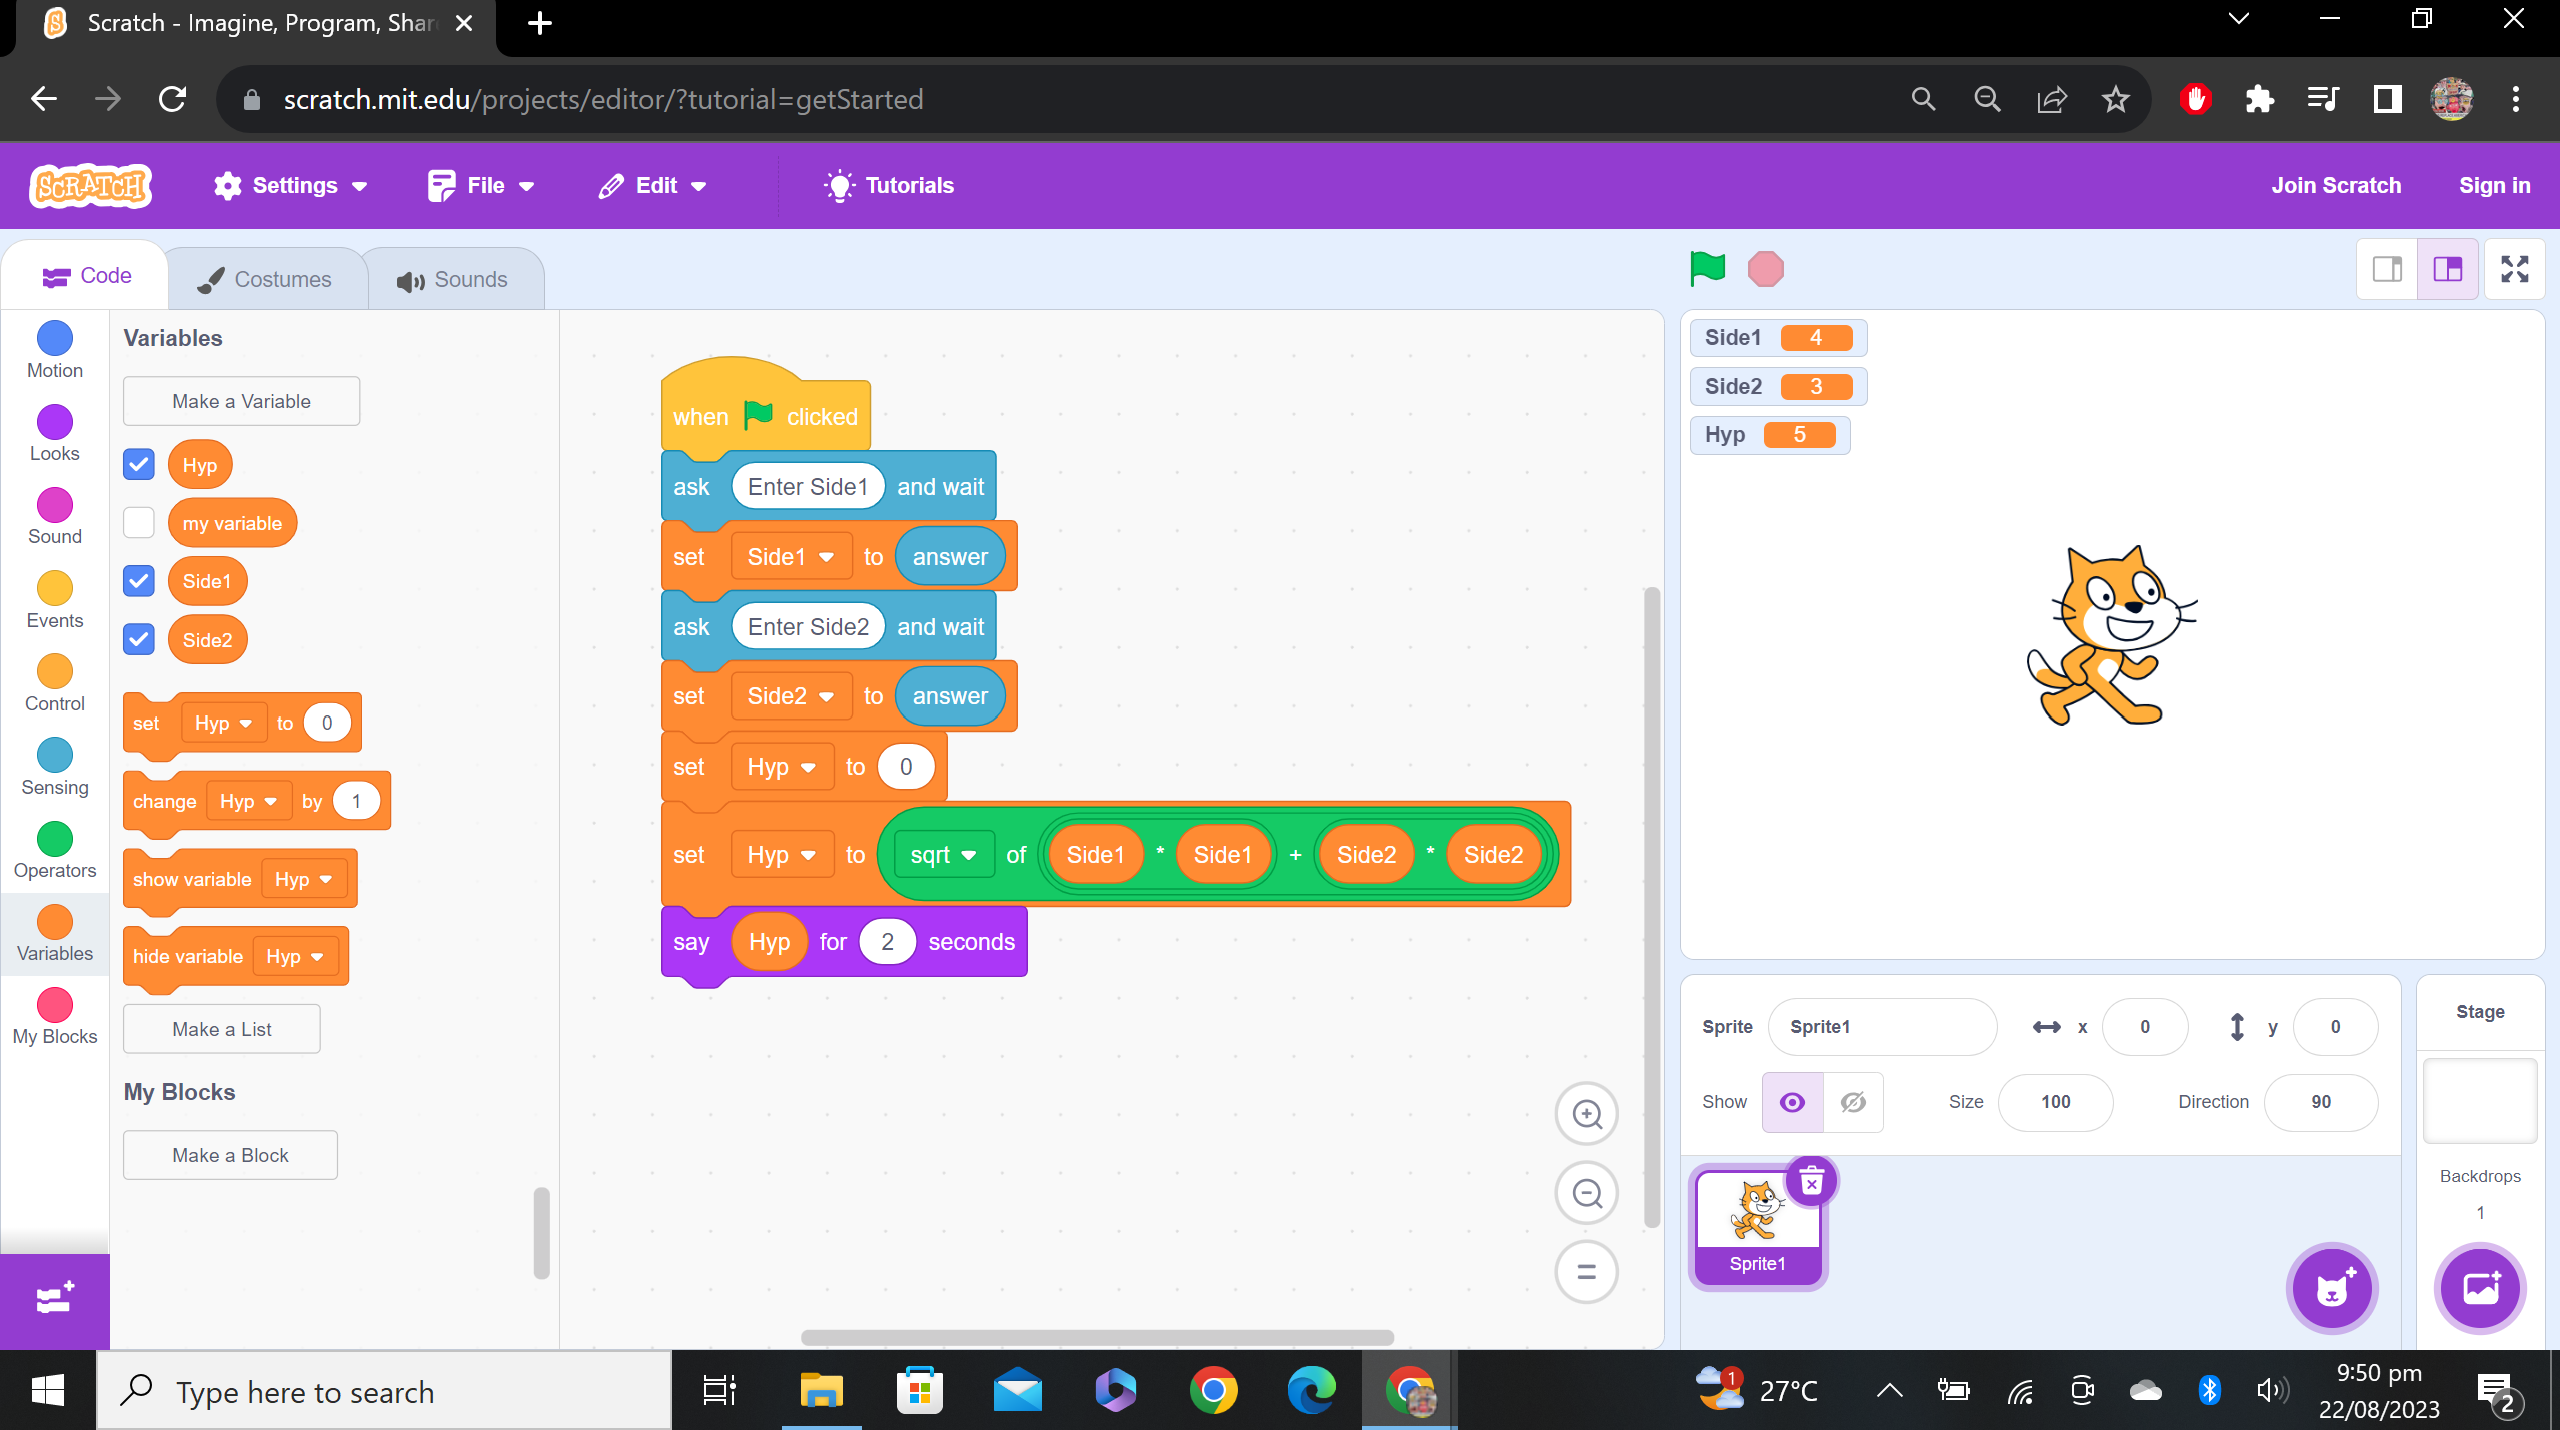 Scratch - Imagine, Program, Shar
scratch.mit.edu/projects/editor/?tutorial=getStarted
SCRATCH Settings File Edit Tutorials Join Scratch Sign in
Code Costumes Sounds
Motion
Looks
Sound
Events
Control
Sensing
Operators
Variables
My Blocks
Variables
Make a Variable
Hyp
my variable
Side1
Side2
set Hyp to 0
change Hyp by 1
show variable Hyp
hide variable Hyp
Make a List
My Blocks
Make a Block
when clicked
ask Enter Side1 and wait
set Side1 to answer
ask Enter Side2 and wait
set Side2 to answer
set Hyp to 0
set Hyp to sqrt of Side1 * Side1 + Side2 * Side2
say Hyp for 2 seconds
Side1 4
Side2 3
Hyp 5
Sprite Sprite1 x 0 y 0
Show Size 100 Direction 90
Sprite1
Stage
Backdrops
1
Type here to search
1
27°C
9:50 pm
22/08/2023
2